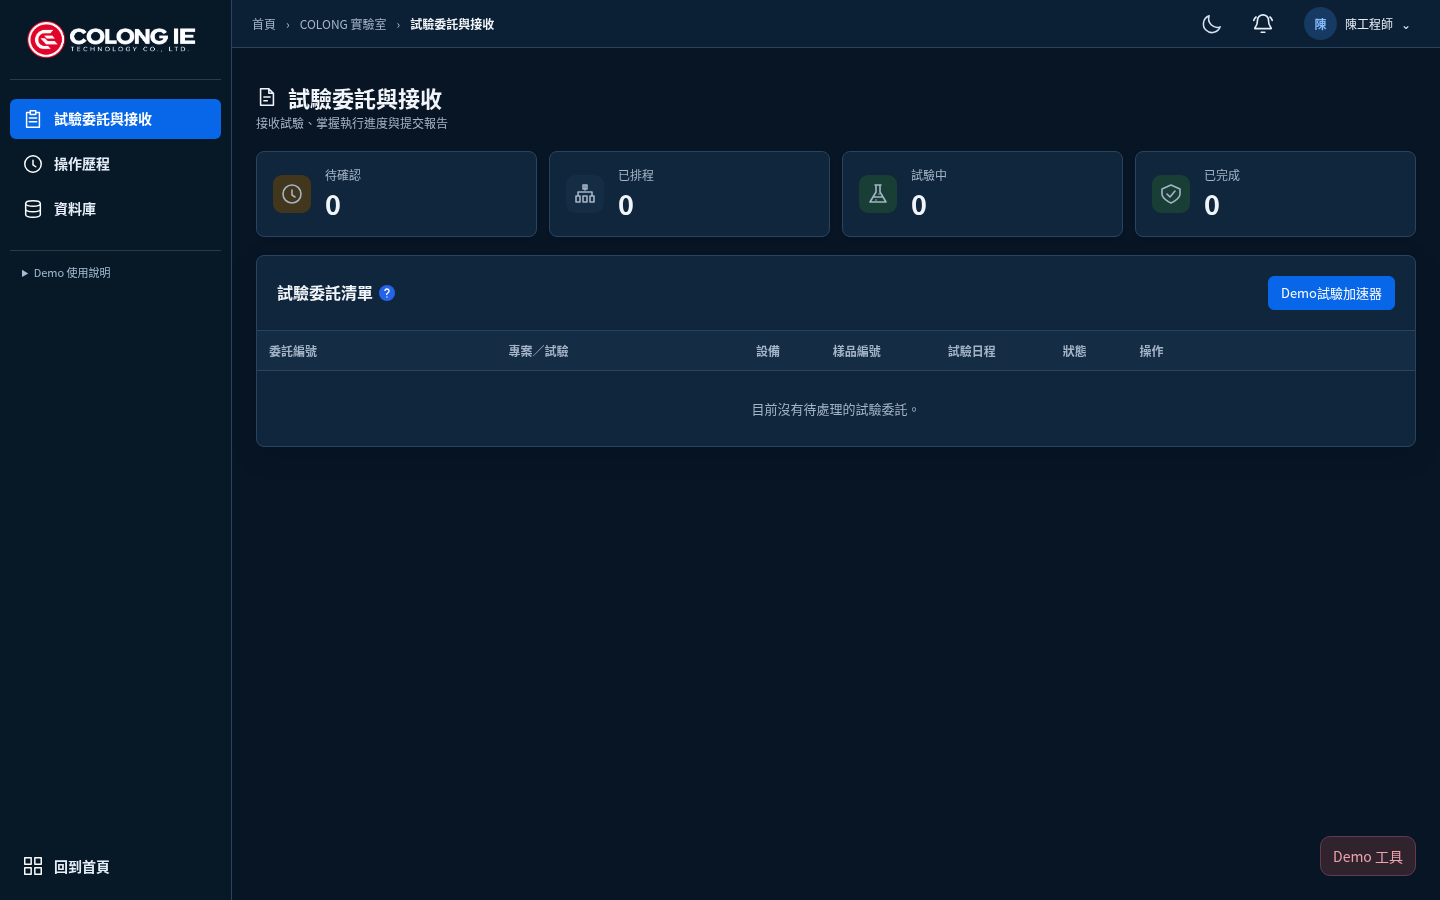 COLONG IE
TECHNOLOGY CO., LTD.
試驗委託與接收
操作歷程
資料庫
▶ Demo 使用說明
回到首頁
首頁 › COLONG 實驗室 › 試驗委託與接收
陳 陳工程師
試驗委託與接收
接收試驗、掌握執行進度與提交報告
待確認
0
已排程
0
試驗中
0
已完成
0
試驗委託清單 ?
Demo試驗加速器
委託編號 專案／試驗 設備 樣品編號 試驗日程 狀態 操作
目前沒有待處理的試驗委託。
Demo 工具